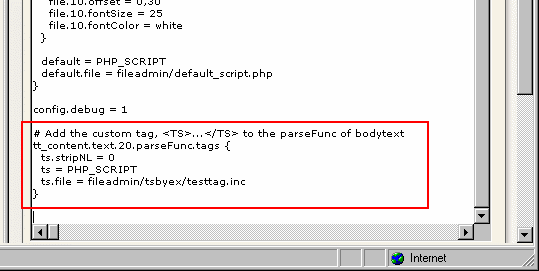 file.10.offset = 0,30
file.10.fontSize = 25
file.10.fontColor = white
}
default = PHP_SCRIPT
default.file = fileadmin/default_script.php
}
config.debug = 1
# Add the custom tag, <TS>...</TS> to the parseFunc of bodytext
tt_content.text.20.parseFunc.tags {
ts.stripNL = 0
ts = PHP_SCRIPT
ts.file = fileadmin/tsbyex/testtag.inc
}
Internet